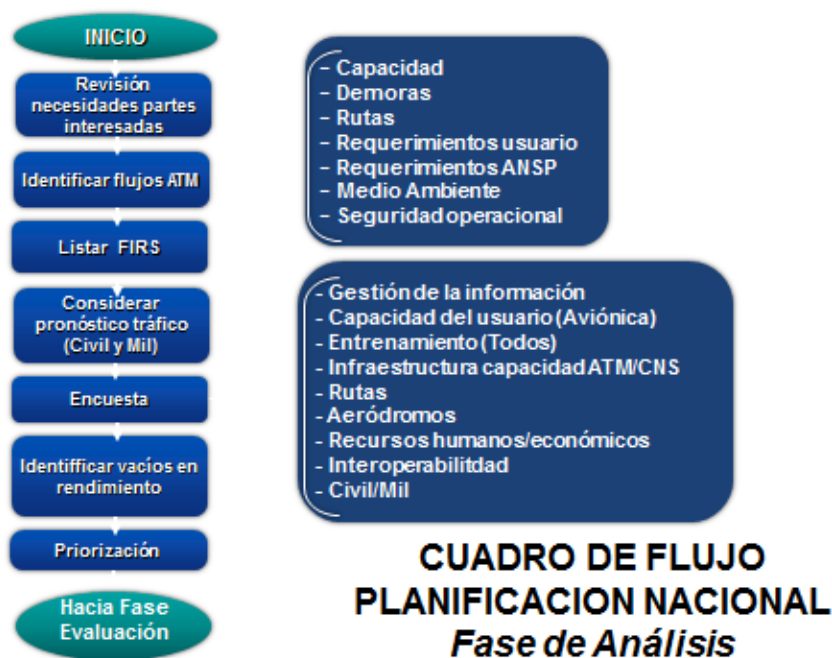 INICIO
Revisión
necesidades partes
interesadas
Identificar flujos ATM
Listar FIRS
Considerar
pronóstico tráfico
(Civil y Mil)
Encuesta
Identifficar vacíos en
rendimiento
Priorización
Hacia Fase
Evaluación
- Capacidad
- Demoras
- Rutas
- Requerimientos usuario
- Requerimientos ANSP
- Medio Ambiente
- Seguridad operacional
- Gestión de la información
- Capacidad del usuario (Aviónica)
- Entrenamiento (Todos)
- Infraestructura capacidad ATM/CNS
- Rutas
- Aeródromos
- Recursos humanos/económicos
- Interoperabilitdad
- Civil/Mil
CUADRO DE FLUJO
PLANIFICACION NACIONAL
Fase de Análisis